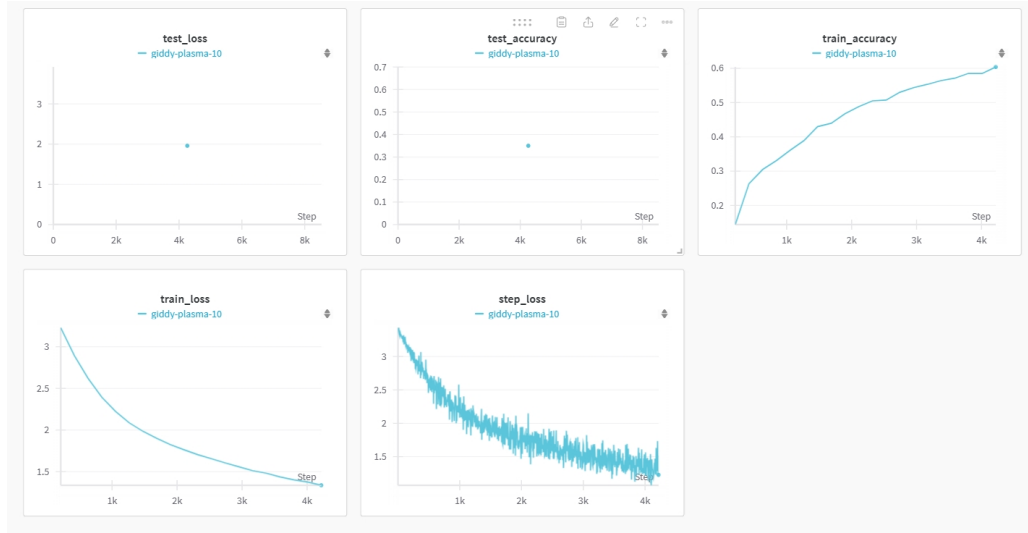 test_loss
giddy-plasma-10
3
2
1
0
Step
0 2k 4k 6k 8k
test_accuracy
giddy-plasma-10
0.7
0.6
0.5
0.4
0.3
0.2
0.1
0
Step
0 2k 4k 6k 8k
train_accuracy
giddy-plasma-10
0.6
0.5
0.4
0.3
0.2
Step
1k 2k 3k 4k
train_loss
giddy-plasma-10
3
2.5
2
1.5
Step
1k 2k 3k 4k
step_loss
giddy-plasma-10
3
2.5
2
1.5
Step
1k 2k 3k 4k